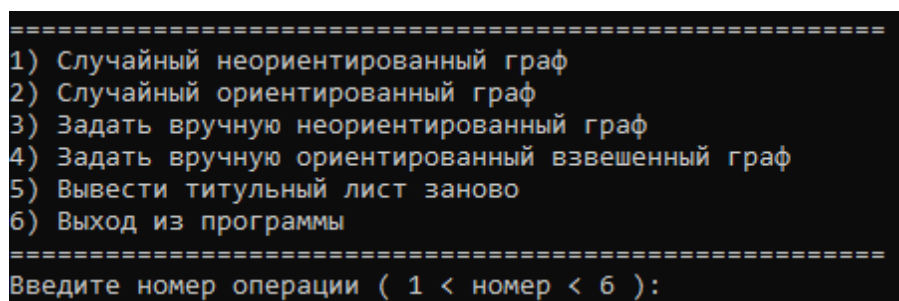 ======================================================
1) Случайный неориентированный граф
2) Случайный ориентированный граф
3) Задать вручную неориентированный граф
4) Задать вручную ориентированный взвешенный граф
5) Вывести титульный лист заново
6) Выход из программы
======================================================
Введите номер операции ( 1 < номер < 6 ):